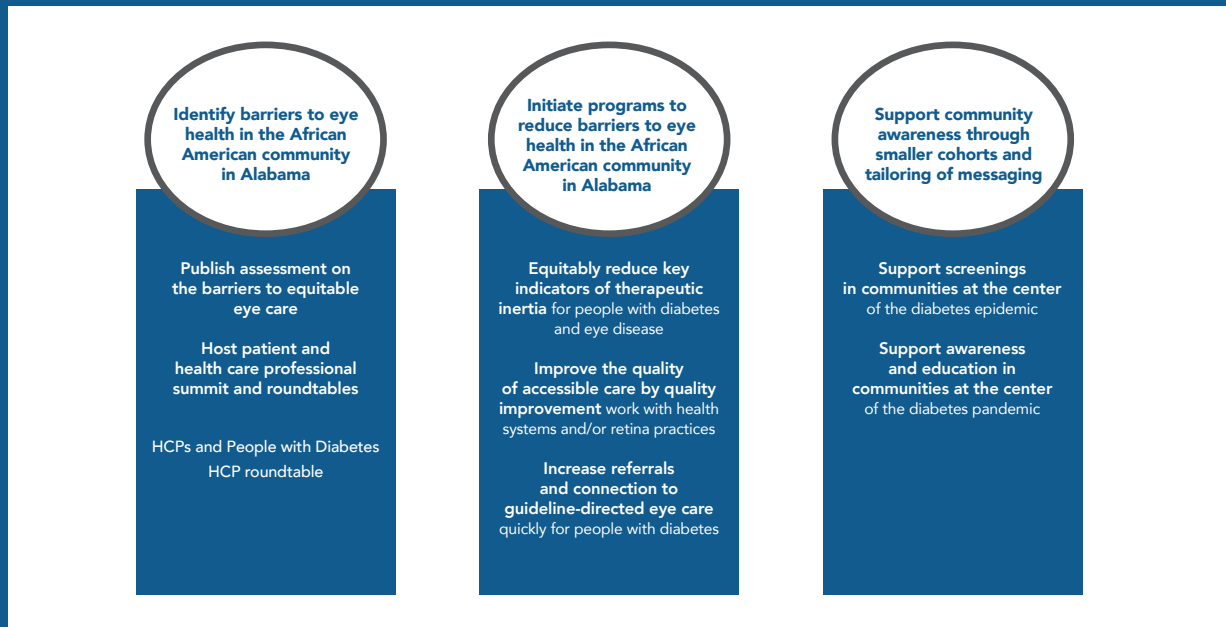 Identify barriers to eye
health in the African
American community
in Alabama
Publish assessment on
the barriers to equitable
eye care
Host patient and
health care professional
summit and roundtables
HCPs and People with Diabetes
HCP roundtable
Initiate programs to
reduce barriers to eye
health in the African
American community
in Alabama
Equitably reduce key
indicators of therapeutic
inertia for people with diabetes
and eye disease
Improve the quality
of accessible care by quality
improvement work with health
systems and/or retina practices
Increase referrals
and connection to
guideline-directed eye care
quickly for people with diabetes
Support community
awareness through
smaller cohorts and
tailoring of messaging
Support screenings
in communities at the center
of the diabetes epidemic
Support awareness
and education in
communities at the center
of the diabetes pandemic